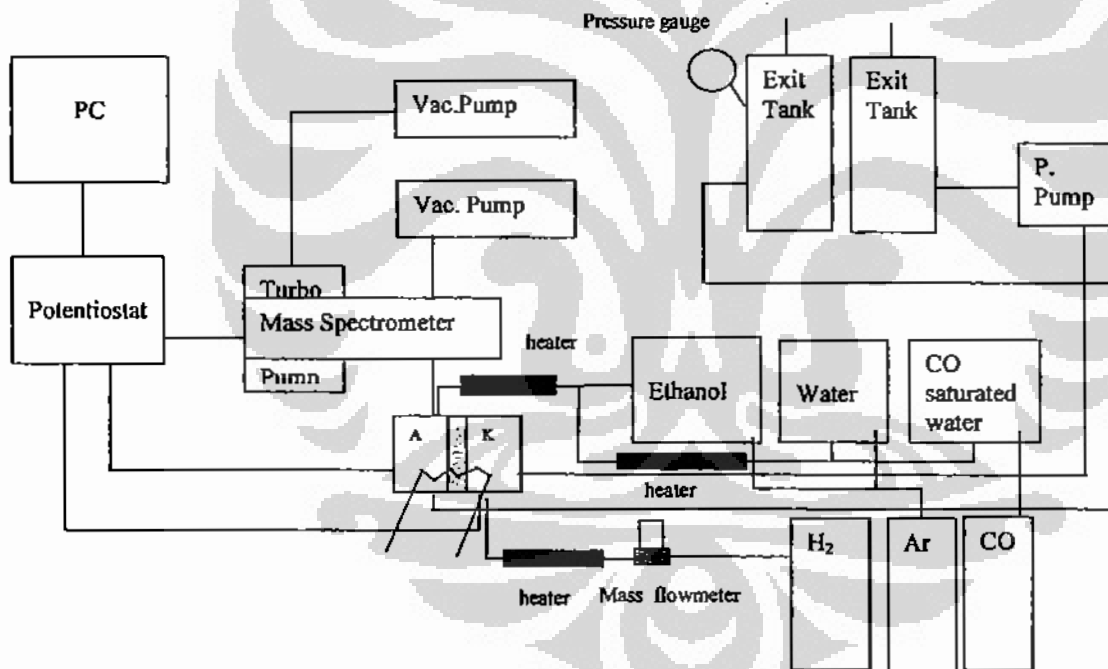 Pressure gauge
PC
Vac.Pump
Exit
Tank
Exit
Tank
P.
Pump
Vac. Pump
Potentiostat
Turbo
Mass Spectrometer
Pump
heater
Ethanol
Water
CO
saturated
water
A
K
heater
H₂
Ar
CO
heater
Mass flowmeter